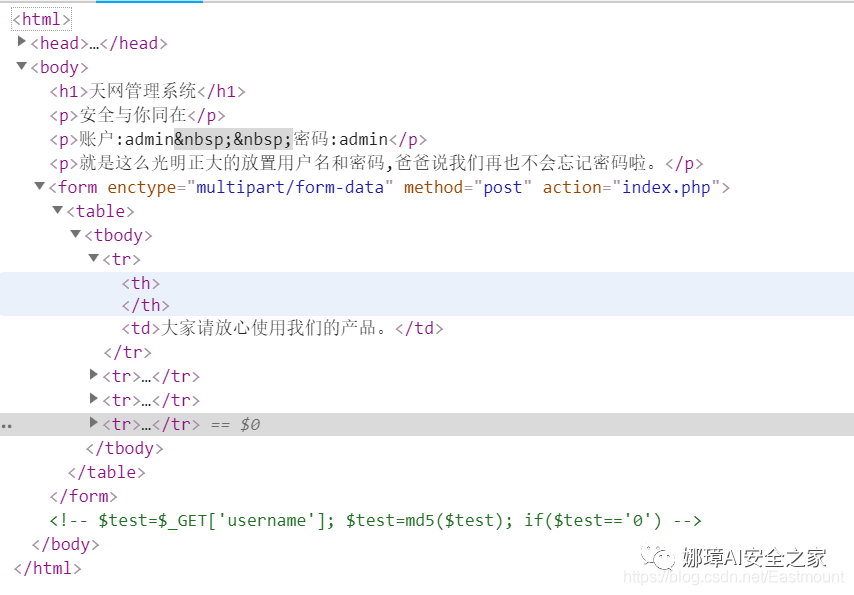 <html>
<head>…</head>
<body>
<h1>天网管理系统</h1>
<p>安全与你同在</p>
<p>账户:admin&nbsp;&nbsp;密码:admin</p>
<p>就是这么光明正大的放置用户名和密码,爸爸说我们再也不会忘记密码啦。</p>
<form enctype="multipart/form-data" method="post" action="index.php">
<table>
<tbody>
<tr>
<th>
</th>
<td>大家请放心使用我们的产品。</td>
</tr>
<tr>…</tr>
<tr>…</tr>
<tr>…</tr> == $0
</tbody>
</table>
</form>
<!-- $test=$_GET['username']; $test=md5($test); if($test=='0') -->
</body>
</html>
娜璋AI安全之家
https://blog.csdn.net/Eastmount